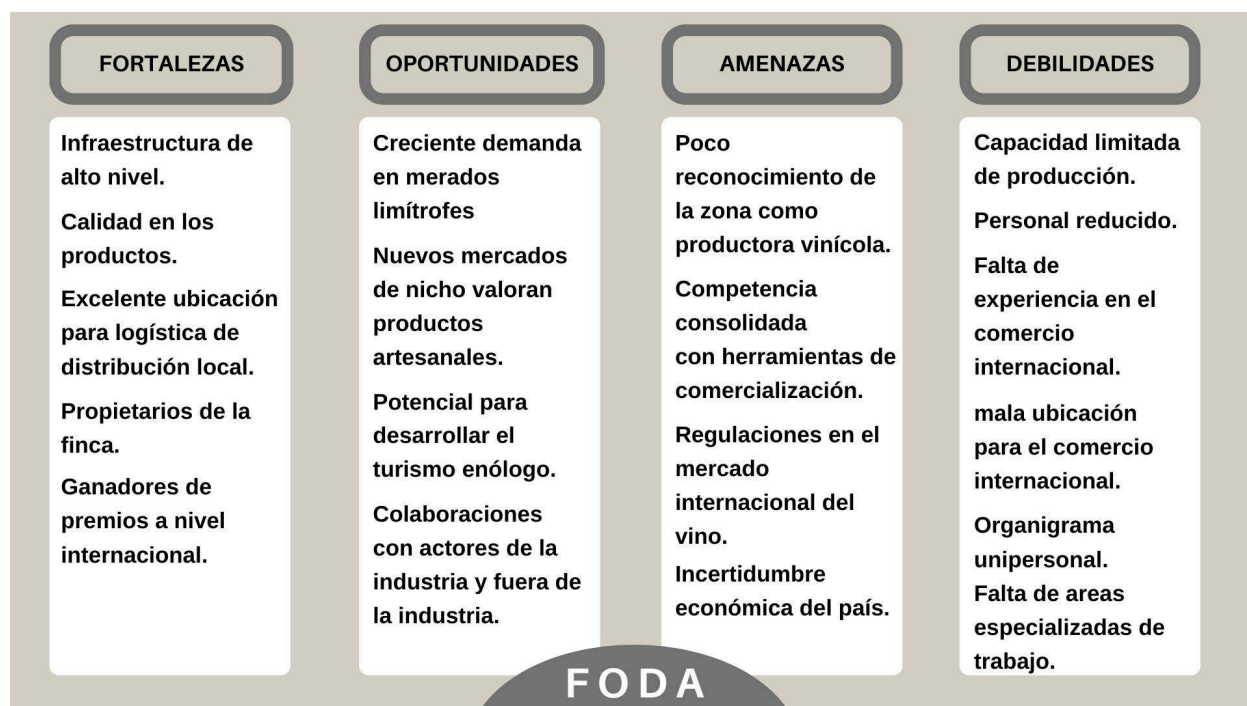 FORTALEZAS
Infraestructura de
alto nivel.
Calidad en los
productos.
Excelente ubicación
para logística de
distribución local.
Propietarios de la
finca.
Ganadores de
premios a nivel
internacional.
OPORTUNIDADES
Creciente demanda
en merados
limítrofes
Nuevos mercados
de nicho valoran
productos
artesanales.
Potencial para
desarrollar el
turismo enólogo.
Colaboraciones
con actores de la
industria y fuera de
la industria.
AMENAZAS
Poco
reconocimiento de
la zona como
productora vinícola.
Competencia
consolidada
con herramientas de
comercialización.
Regulaciones en el
mercado
internacional del
vino.
Incertidumbre
económica del país.
DEBILIDADES
Capacidad limitada
de producción.
Personal reducido.
Falta de
experiencia en el
comercio
internacional.
mala ubicación
para el comercio
internacional.
Organigrama
unipersonal.
Falta de areas
especializadas de
trabajo.
FODA